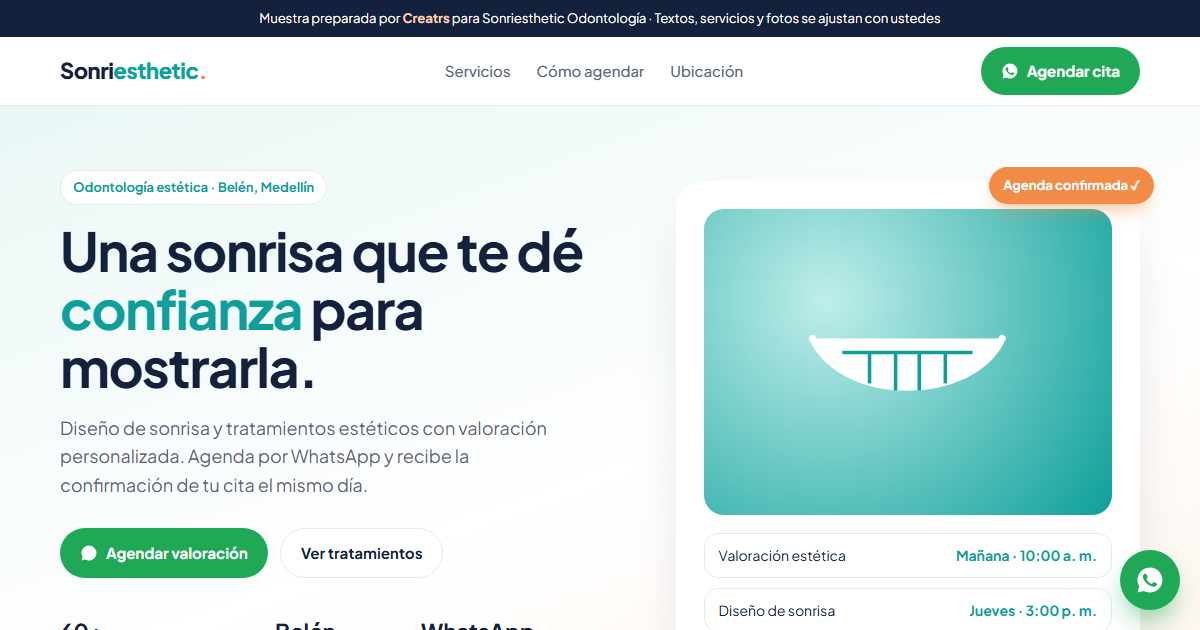 Muestra preparada por Creatrs para Sonriesthetic Odontología · Textos, servicios y fotos se ajustan con ustedes
Sonriesthetic.
Servicios
Cómo agendar
Ubicación
Agendar cita
Odontología estética · Belén, Medellín
Una sonrisa que te dé
confianza para
mostrarla.
Diseño de sonrisa y tratamientos estéticos con valoración
personalizada. Agenda por WhatsApp y recibe la
confirmación de tu cita el mismo día.
Agendar valoración
Ver tratamientos
Agenda confirmada ✓
Valoración estética
Mañana · 10:00 a. m.
Diseño de sonrisa
Jueves · 3:00 p. m.
Belén
WhatsApp